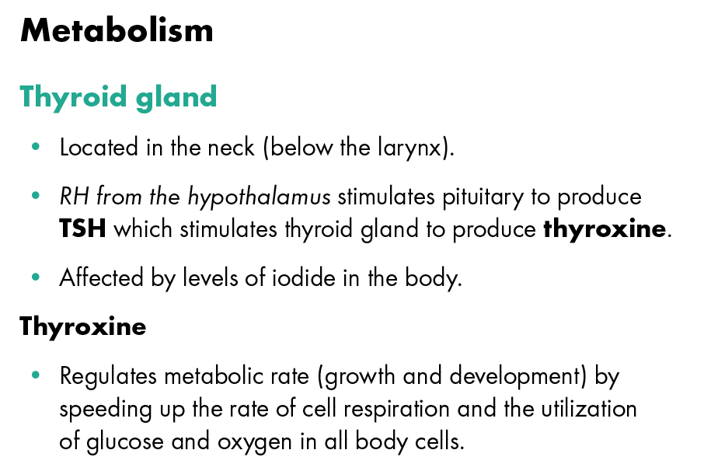 Metabolism
Thyroid gland
• Located in the neck (below the larynx).
• RH from the hypothalamus stimulates pituitary to produce
TSH which stimulates thyroid gland to produce thyroxine.
• Affected by levels of iodide in the body.
Thyroxine
• Regulates metabolic rate (growth and development) by
speeding up the rate of cell respiration and the utilization
of glucose and oxygen in all body cells.